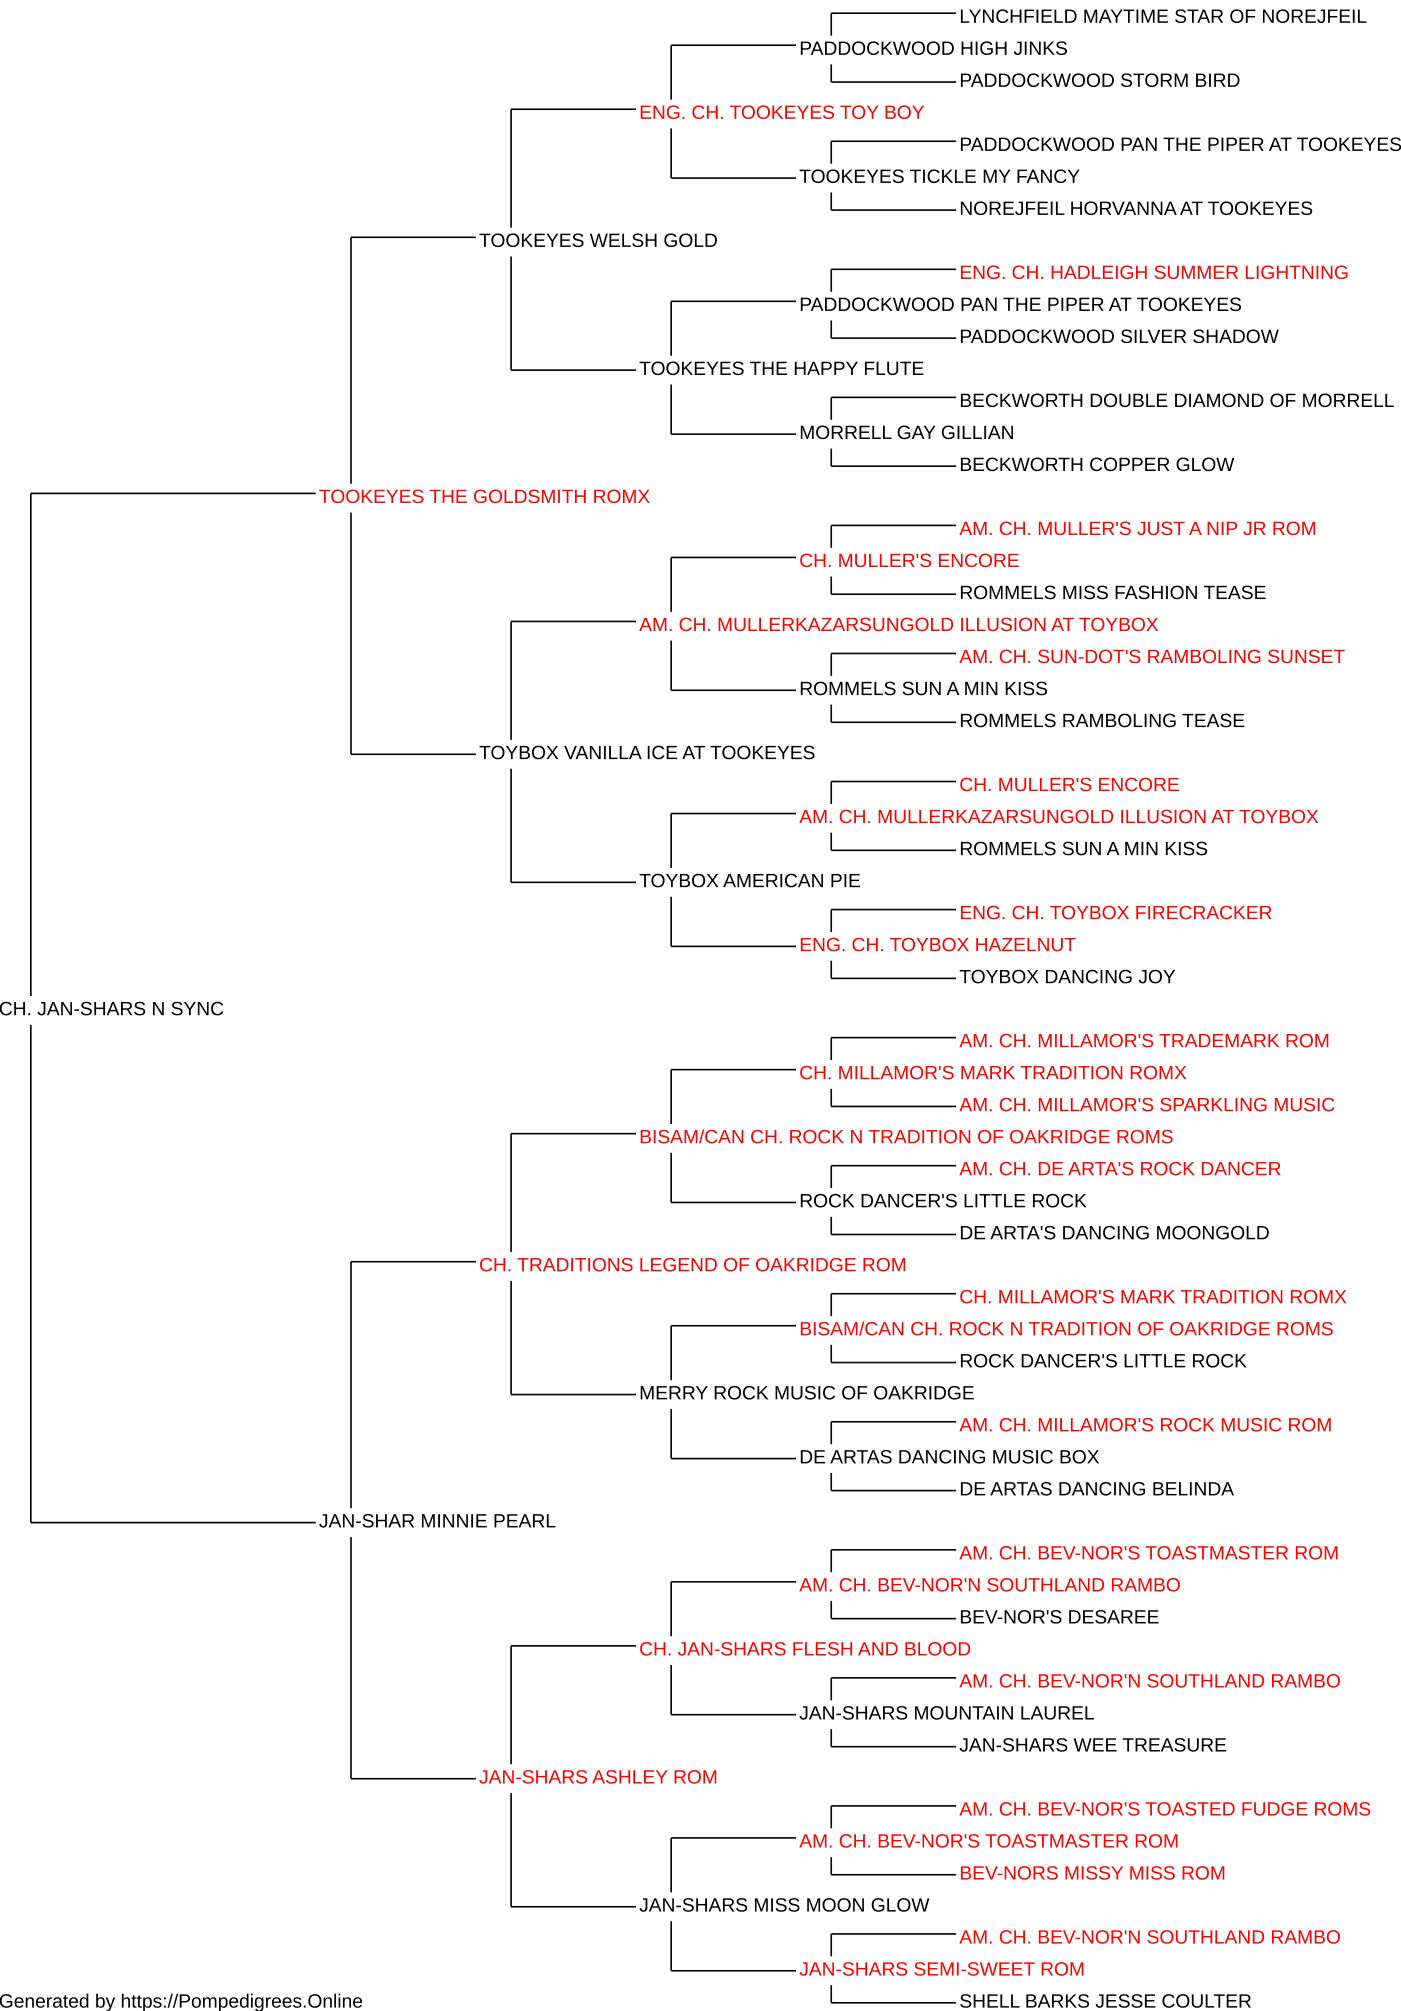 LYNCHFIELD MAYTIME STAR OF NOREJFEIL
PADDOCKWOOD HIGH JINKS
PADDOCKWOOD STORM BIRD
ENG. CH. TOOKEYES TOY BOY
PADDOCKWOOD PAN THE PIPER AT TOOKEYES
TOOKEYES TICKLE MY FANCY
NOREJFEIL HORVANNA AT TOOKEYES
TOOKEYES WELSH GOLD
ENG. CH. HADLEIGH SUMMER LIGHTNING
PADDOCKWOOD PAN THE PIPER AT TOOKEYES
PADDOCKWOOD SILVER SHADOW
TOOKEYES THE HAPPY FLUTE
BECKWORTH DOUBLE DIAMOND OF MORRELL
MORRELL GAY GILLIAN
BECKWORTH COPPER GLOW
TOOKEYES THE GOLDSMITH ROMX
AM. CH. MULLER'S JUST A NIP JR ROM
CH. MULLER'S ENCORE
ROMMELS MISS FASHION TEASE
AM. CH. MULLERKAZARSUNGOLD ILLUSION AT TOYBOX
AM. CH. SUN-DOT'S RAMBOLING SUNSET
ROMMELS SUN A MIN KISS
ROMMELS RAMBOLING TEASE
TOYBOX VANILLA ICE AT TOOKEYES
CH. MULLER'S ENCORE
AM. CH. MULLERKAZARSUNGOLD ILLUSION AT TOYBOX
ROMMELS SUN A MIN KISS
TOYBOX AMERICAN PIE
ENG. CH. TOYBOX FIRECRACKER
ENG. CH. TOYBOX HAZELNUT
TOYBOX DANCING JOY
CH. JAN-SHARS N SYNC
AM. CH. MILLAMOR'S TRADEMARK ROM
CH. MILLAMOR'S MARK TRADITION ROMX
AM. CH. MILLAMOR'S SPARKLING MUSIC
BISAM/CAN CH. ROCK N TRADITION OF OAKRIDGE ROMS
AM. CH. DE ARTA'S ROCK DANCER
ROCK DANCER'S LITTLE ROCK
DE ARTA'S DANCING MOONGOLD
CH. TRADITIONS LEGEND OF OAKRIDGE ROM
CH. MILLAMOR'S MARK TRADITION ROMX
BISAM/CAN CH. ROCK N TRADITION OF OAKRIDGE ROMS
ROCK DANCER'S LITTLE ROCK
MERRY ROCK MUSIC OF OAKRIDGE
AM. CH. MILLAMOR'S ROCK MUSIC ROM
DE ARTAS DANCING MUSIC BOX
DE ARTAS DANCING BELINDA
JAN-SHAR MINNIE PEARL
AM. CH. BEV-NOR'S TOASTMASTER ROM
AM. CH. BEV-NOR'N SOUTHLAND RAMBO
BEV-NOR'S DESAREE
CH. JAN-SHARS FLESH AND BLOOD
AM. CH. BEV-NOR'N SOUTHLAND RAMBO
JAN-SHARS MOUNTAIN LAUREL
JAN-SHARS WEE TREASURE
JAN-SHARS ASHLEY ROM
AM. CH. BEV-NOR'S TOASTED FUDGE ROMS
AM. CH. BEV-NOR'S TOASTMASTER ROM
BEV-NORS MISSY MISS ROM
JAN-SHARS MISS MOON GLOW
AM. CH. BEV-NOR'N SOUTHLAND RAMBO
JAN-SHARS SEMI-SWEET ROM
SHELL BARKS JESSE COULTER
Generated by https://Pompedigrees.Online